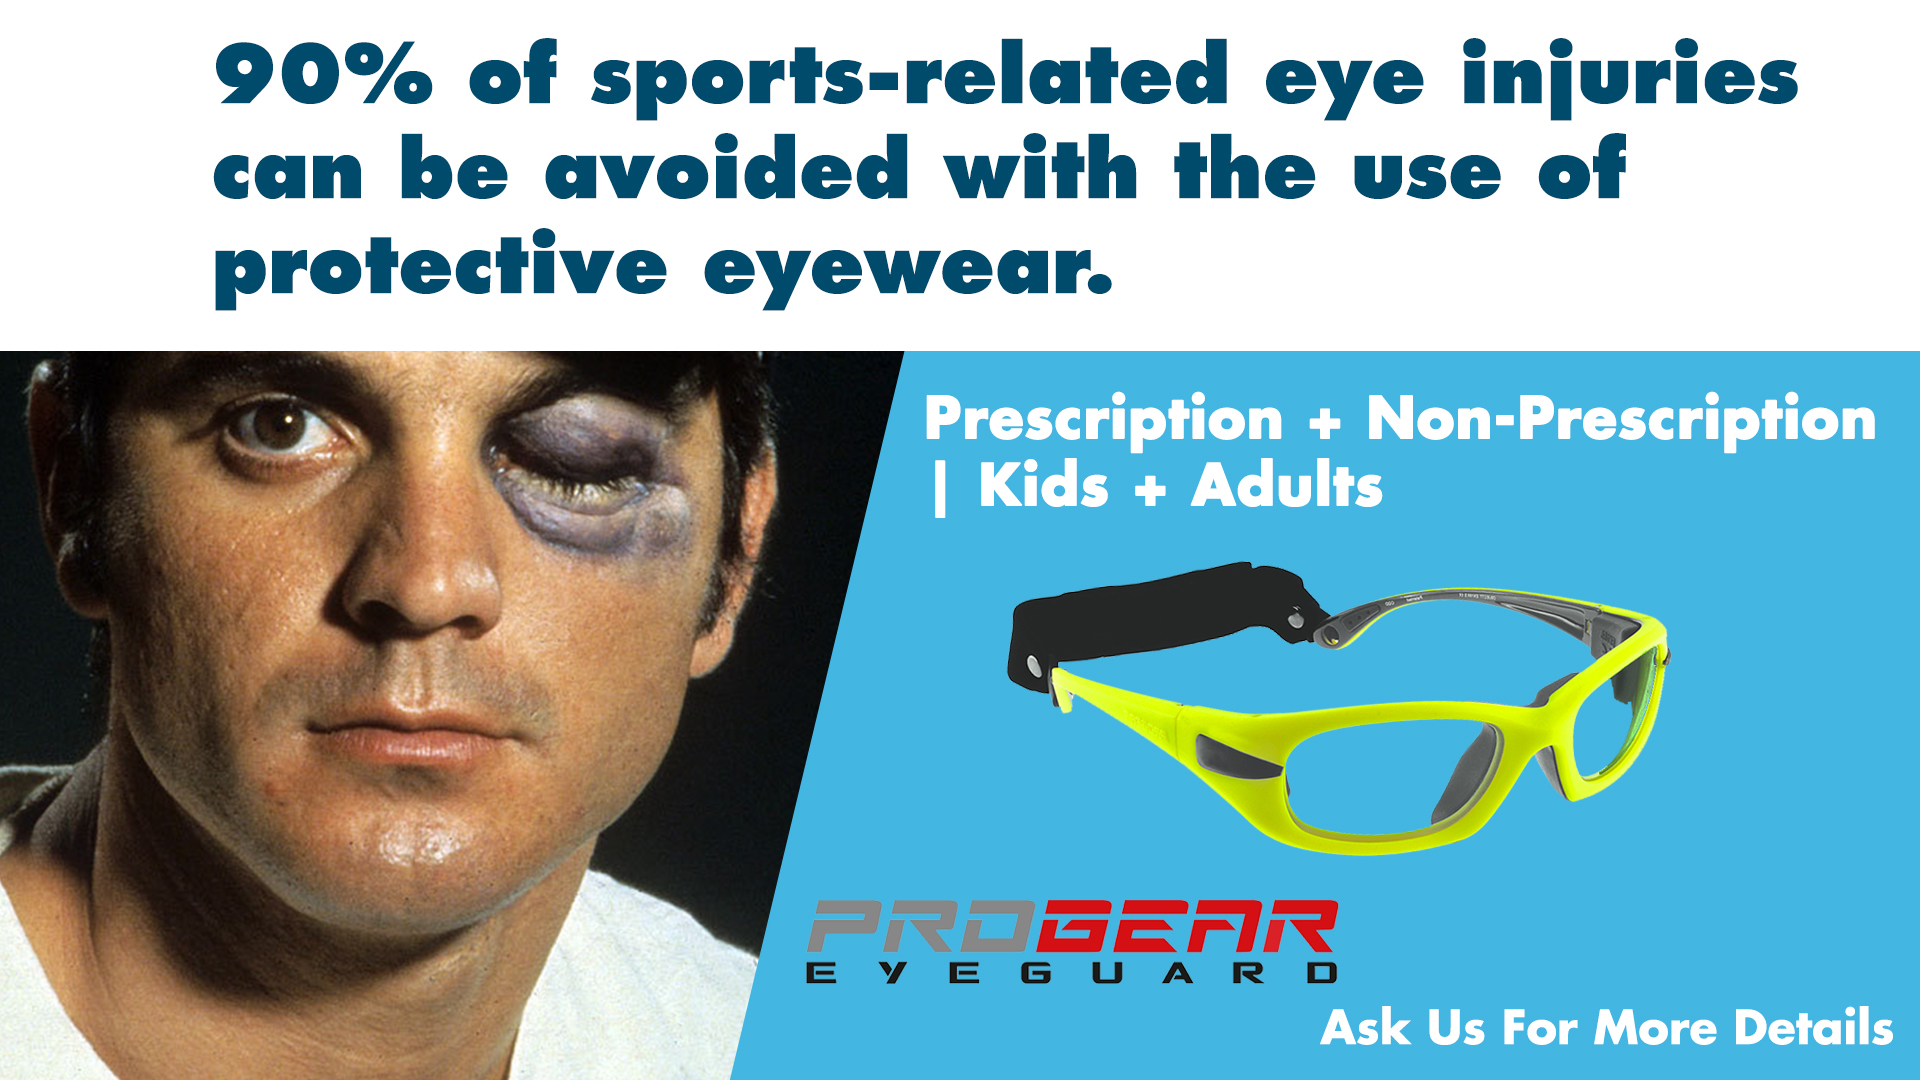 90% of sports-related eye injuries
can be avoided with the use of
protective eyewear.
Prescription + Non-Prescription
| Kids + Adults
PROGEAR
EYEGUARD
Ask Us For More Details